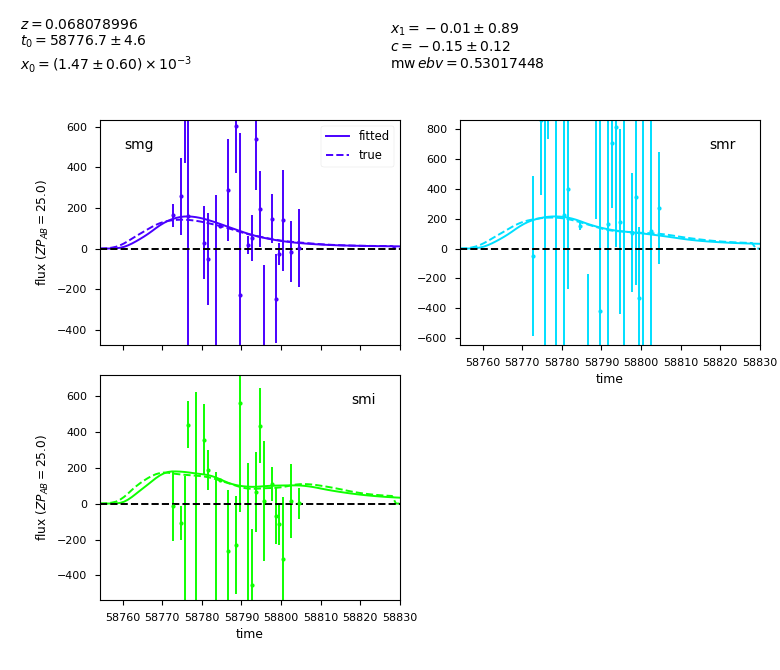 z = 0.068078996
t₀ = 58776.7 ± 4.6
x₀ = (1.47 ± 0.60) × 10⁻³
x₁ = −0.01 ± 0.89
c = −0.15 ± 0.12
mw ebv = 0.53017448
smg
fitted
true
600
400
200
0
−200
−400
flux (ZP_AB = 25.0)
smr
800
600
400
200
0
−200
−400
−600
58760 58770 58780 58790 58800 58810 58820 58830
time
smi
600
400
200
0
−200
−400
flux (ZP_AB = 25.0)
58760 58770 58780 58790 58800 58810 58820 58830
time